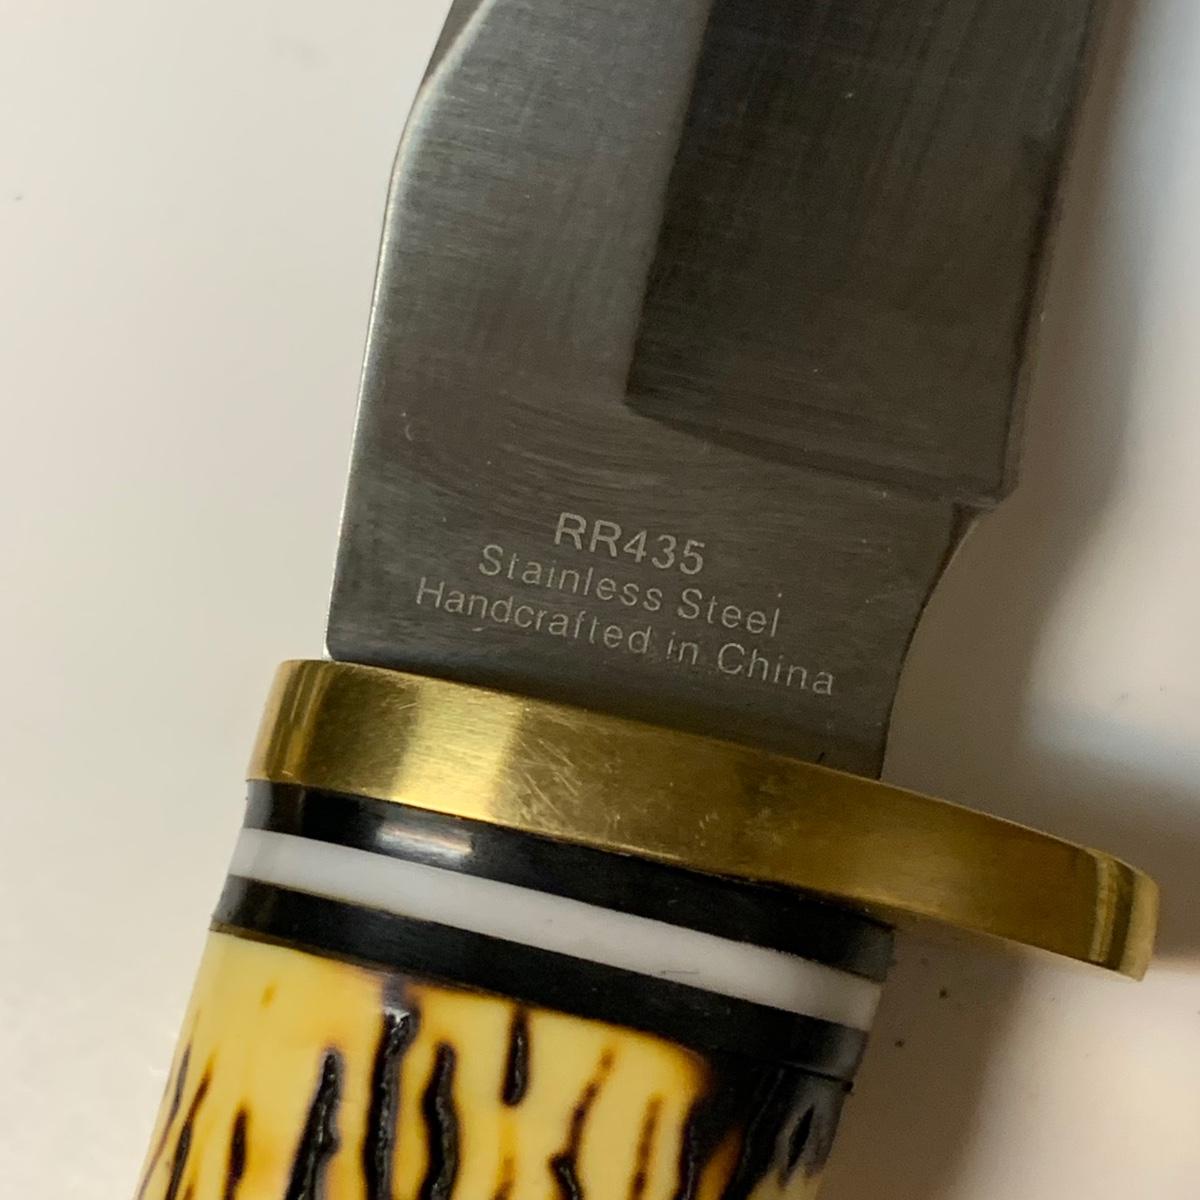 RR435
Stainless Steel
Handcrafted in China